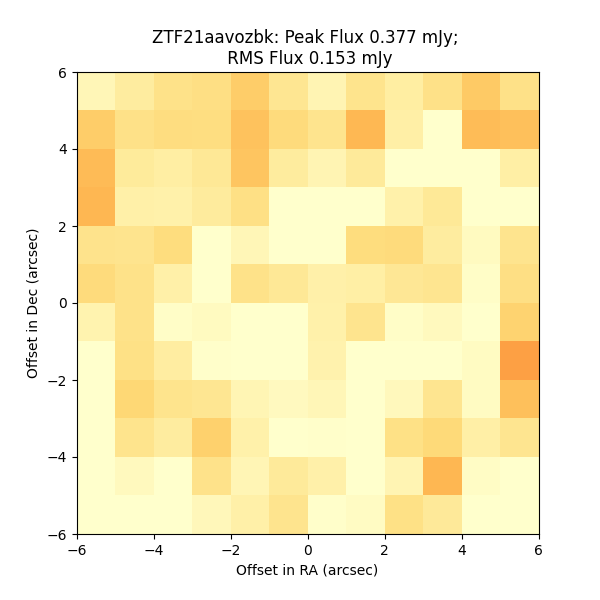 ZTF21aavozbk: Peak Flux 0.377 mJy;
RMS Flux 0.153 mJy
6
4
2
0
−2
−4
−6
Offset in Dec (arcsec)
−6 −4 −2 0 2 4 6
Offset in RA (arcsec)